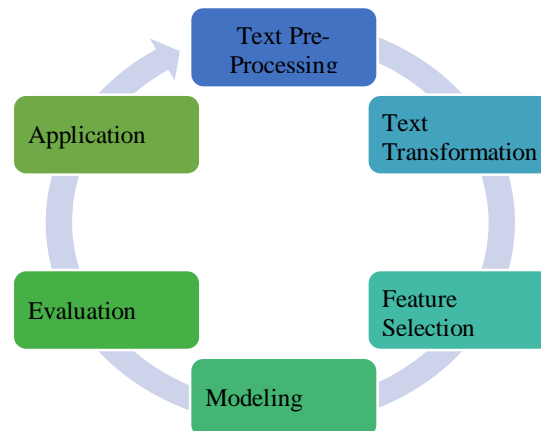 Text Pre-
Processing
Text
Transformation
Feature
Selection
Modeling
Evaluation
Application